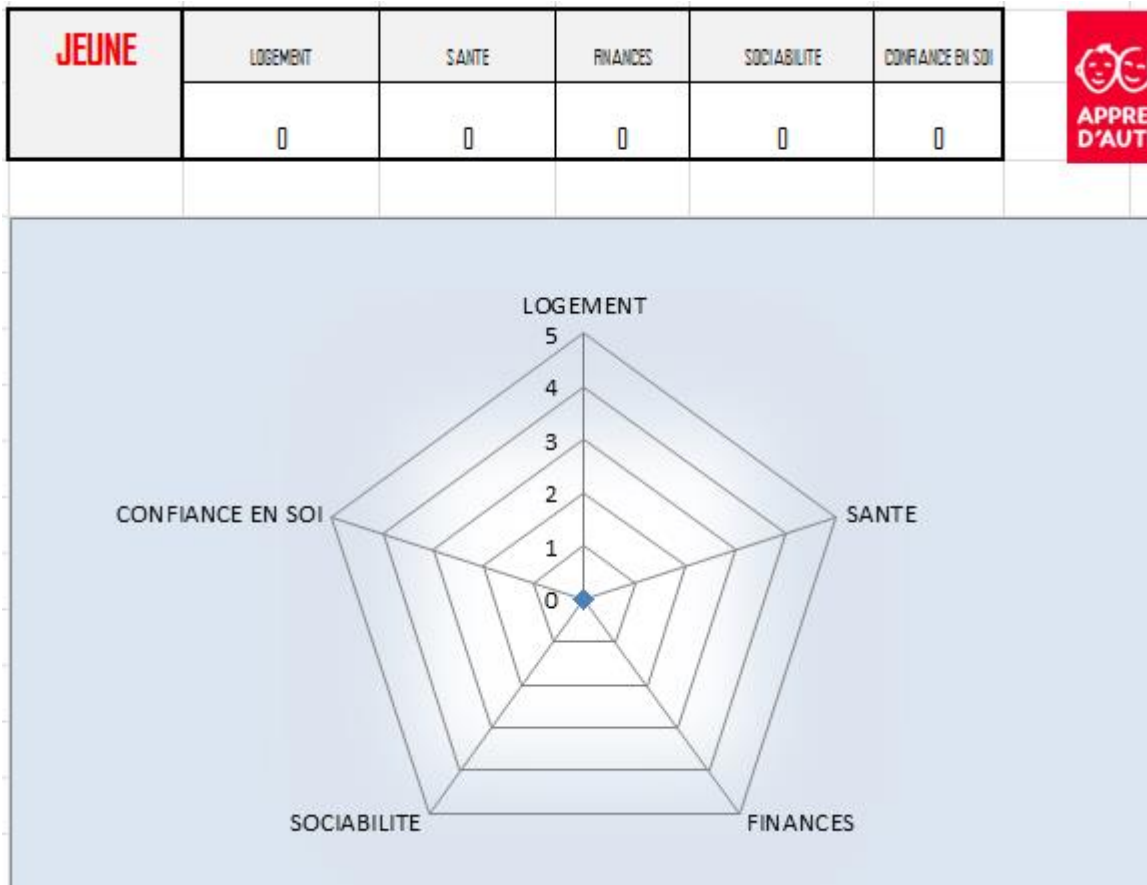 JEUNE LOGEMENT SANTE FINANCES SOCIABILITE CONFIANCE EN SOI
0 0 0 0 0
APPRE
D'AUT
LOGEMENT
5
4
3
2
1
0
CONFIANCE EN SOI
SANTE
SOCIABILITE
FINANCES